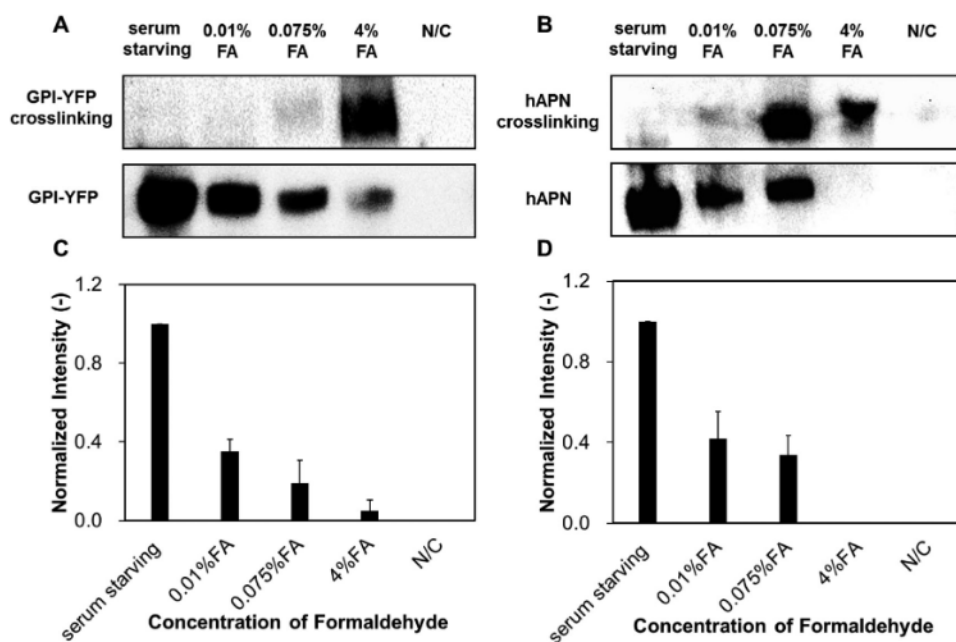 A
serum starving
0.01% FA
0.075% FA
4% FA
N/C
GPI-YFP crosslinking
GPI-YFP
B
serum starving
0.01% FA
0.075% FA
4% FA
N/C
hAPN crosslinking
hAPN
C
Normalized Intensity (-)
1.2
0.8
0.4
0.0
serum starving
0.01%FA
0.075%FA
4%FA
N/C
Concentration of Formaldehyde
D
Normalized Intensity (-)
1.2
0.8
0.4
0.0
serum starving
0.01%FA
0.075%FA
4%FA
N/C
Concentration of Formaldehyde